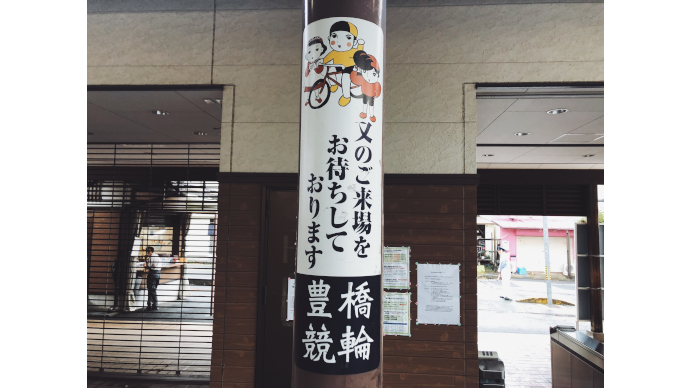 又のご来場を
お待ちして
おります
豊橋
競輪